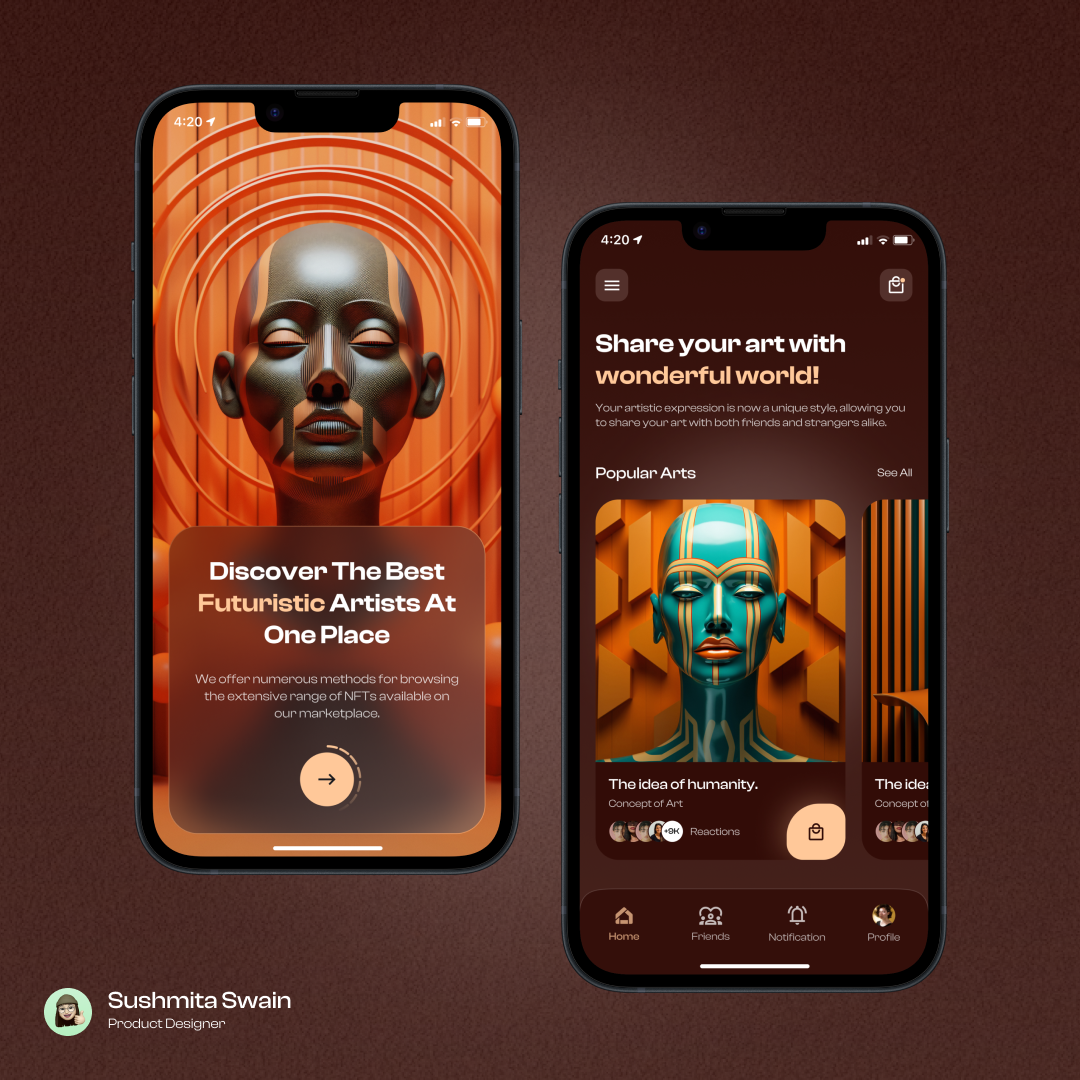 4:20
Discover The Best
Futuristic Artists At
One Place
We offer numerous methods for browsing
the extensive range of NFTs available on
our marketplace.
4:20
Share your art with
wonderful world!
Your artistic expression is now a unique style, allowing you
to share your art with both friends and strangers alike.
Popular Arts
See All
The idea of humanity.
Concept of Art
+9K
Reactions
The idea
Concept of
Home
Friends
Notification
Profile
Sushmita Swain
Product Designer